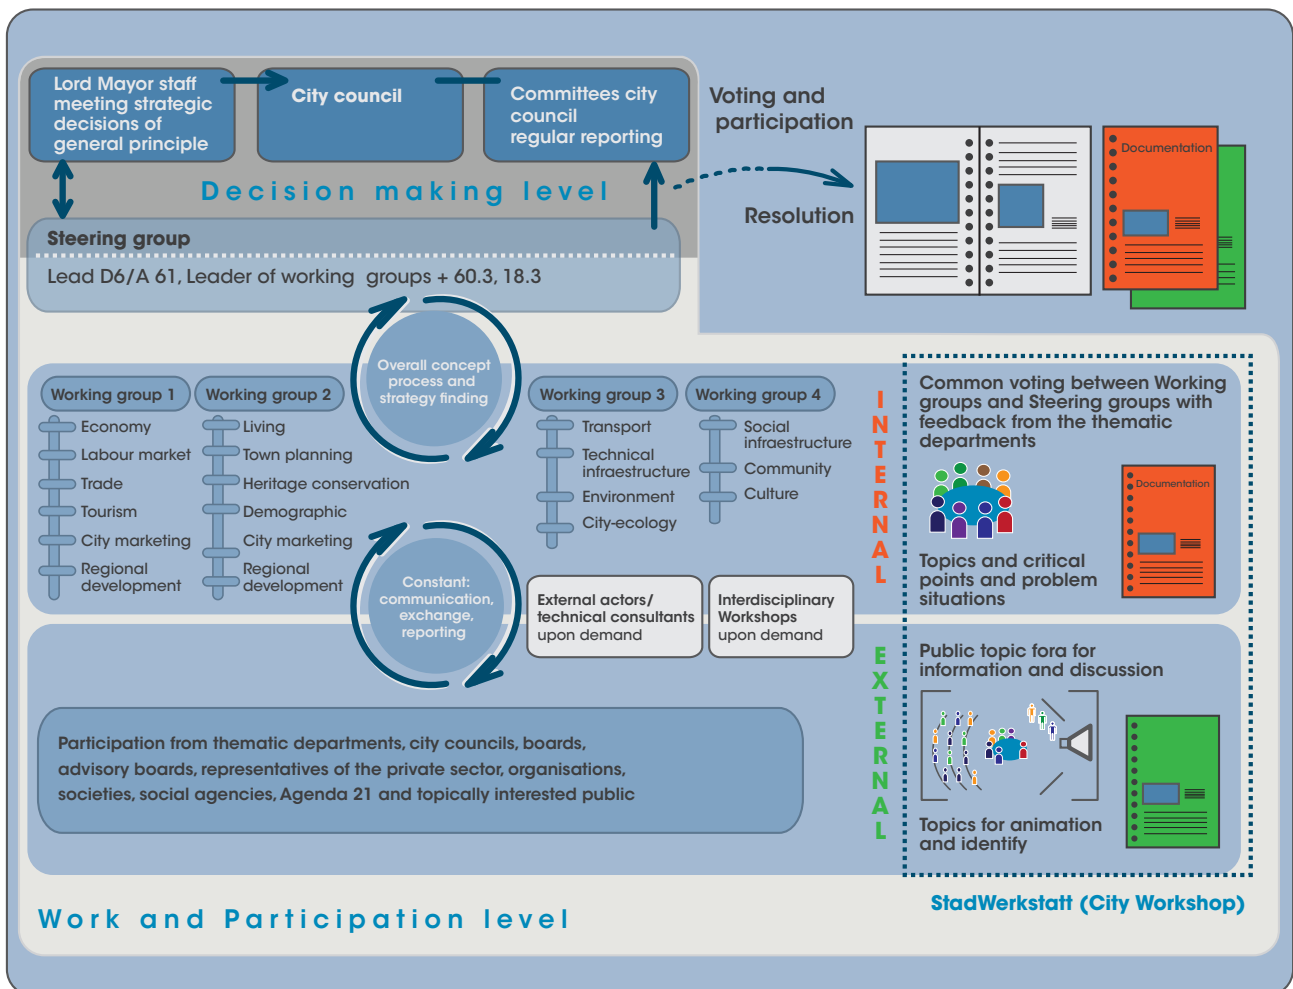 Lord Mayor staff
meeting strategic
decisions of
general principle
City council
Committees city
council
regular reporting
Voting and
participation
Resolution
Documentation
Decision making level
Steering group
Lead D6/A 61, Leader of working groups + 60.3, 18.3
Overall concept
process and
strategy finding
Working group 1
Economy
Labour market
Trade
Tourism
City marketing
Regional
development
Working group 2
Living
Town planning
Heritage conservation
Demographic
City marketing
Regional
development
Working group 3
Transport
Technical
infraestructure
Environment
City-ecology
Working group 4
Social
infraestructure
Community
Culture
INTERNAL
Common voting between Working
groups and Steering groups with
feedback from the thematic
departments
Documentation
Topics and critical
points and problem
situations
Constant:
communication,
exchange,
reporting
External actors/
technical consultants
upon demand
Interdisciplinary
Workshops
upon demand
EXTERNAL
Public topic fora for
information and discussion
Topics for animation
and identify
Participation from thematic departments, city councils, boards,
advisory boards, representatives of the private sector, organisations,
societies, social agencies, Agenda 21 and topically interested public
StadWerkstatt (City Workshop)
Work and Participation level